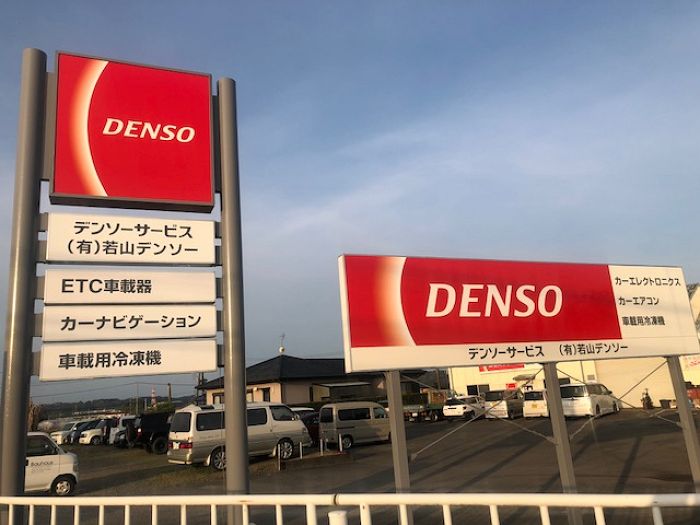 DENSO
デンソーサービス
(有)若山デンソー
ETC車載器
カーナビゲーション
車載用冷凍機
DENSO
カーエレクトロニクス
カーエアコン
車載用冷凍機
デンソーサービス (有)若山デンソー
Bauhaus